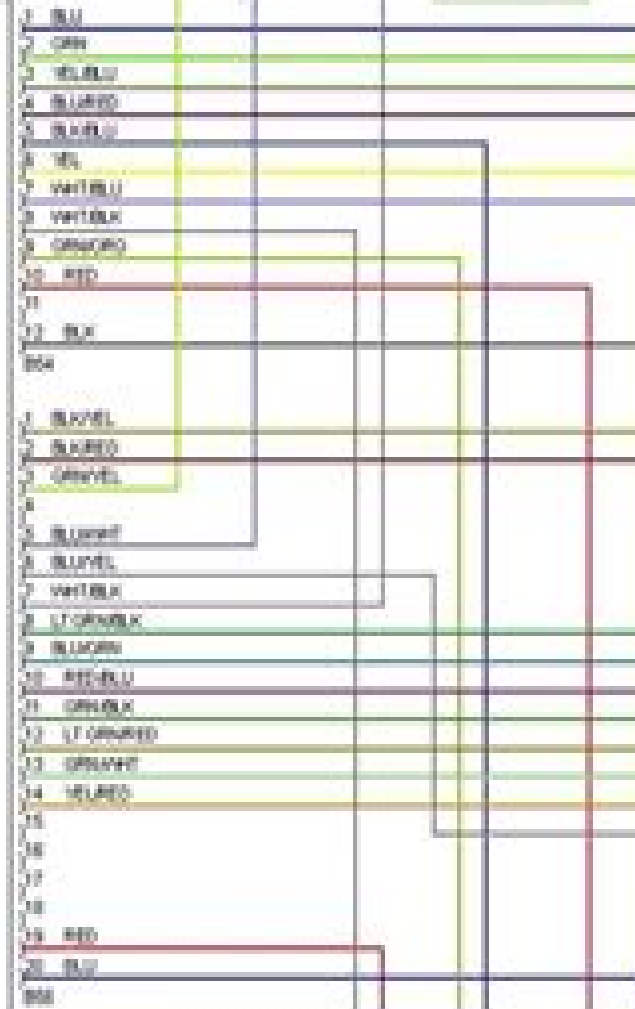 1 BLU
2 GRN
3 YEL/BLU
4 BLU/RED
5 BLK/BLU
6 YEL
7 WHT/BLU
8 WHT/BLK
9 GRN/ORG
10 RED
11
12 BLK
B54
1 BLK/YEL
2 BLK/RED
3 GRN/YEL
4
5 BLU/WHT
6 BLU/YEL
7 WHT/BLK
8 LT GRN/BLK
9 BLU/ORN
10 RED/BLU
11 GRN/BLK
12 LT GRN/RED
13 GRN/WHT
14 YEL/RED
15
16
17
18
19 RED
20 BLU